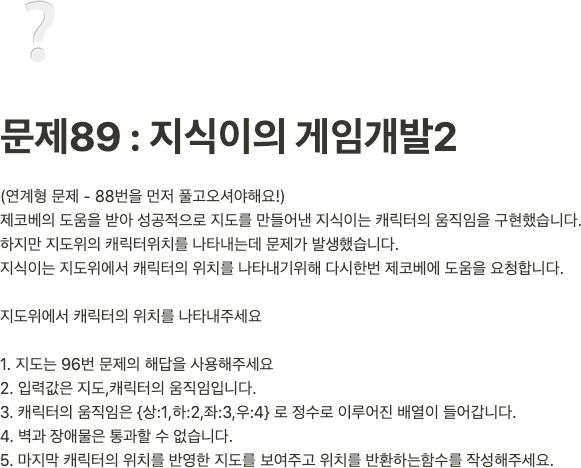 ?
문제89 : 지식이의 게임개발2
(연계형 문제 - 88번을 먼저 풀고오셔야해요!)
제코베의 도움을 받아 성공적으로 지도를 만들어낸 지식이는 캐릭터의 움직임을 구현했습니다.
하지만 지도위의 캐릭터위치를 나타내는데 문제가 발생했습니다.
지식이는 지도위에서 캐릭터의 위치를 나타내기위해 다시한번 제코베에 도움을 요청합니다.
지도위에서 캐릭터의 위치를 나타내주세요
1. 지도는 96번 문제의 해답을 사용해주세요
2. 입력값은 지도,캐릭터의 움직임입니다.
3. 캐릭터의 움직임은 {상:1,하:2,좌:3,우:4} 로 정수로 이루어진 배열이 들어갑니다.
4. 벽과 장애물은 통과할 수 없습니다.
5. 마지막 캐릭터의 위치를 반영한 지도를 보여주고 위치를 반환하는함수를 작성해주세요.